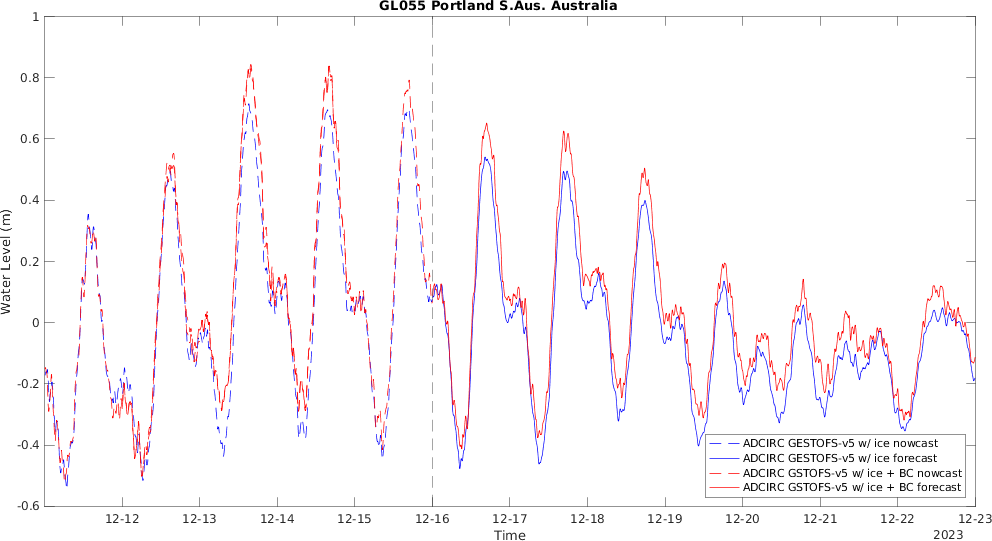 GL055 Portland S.Aus. Australia
Water Level (m)
1
0.8
0.6
0.4
0.2
0
-0.2
-0.4
-0.6
ADCIRC GESTOFS-v5 w/ ice nowcast
ADCIRC GESTOFS-v5 w/ ice forecast
ADCIRC GSTOFS-v5 w/ ice + BC nowcast
ADCIRC GSTOFS-v5 w/ ice + BC forecast
12-12 12-13 12-14 12-15 12-16 12-17 12-18 12-19 12-20 12-21 12-22 12-23
Time
2023